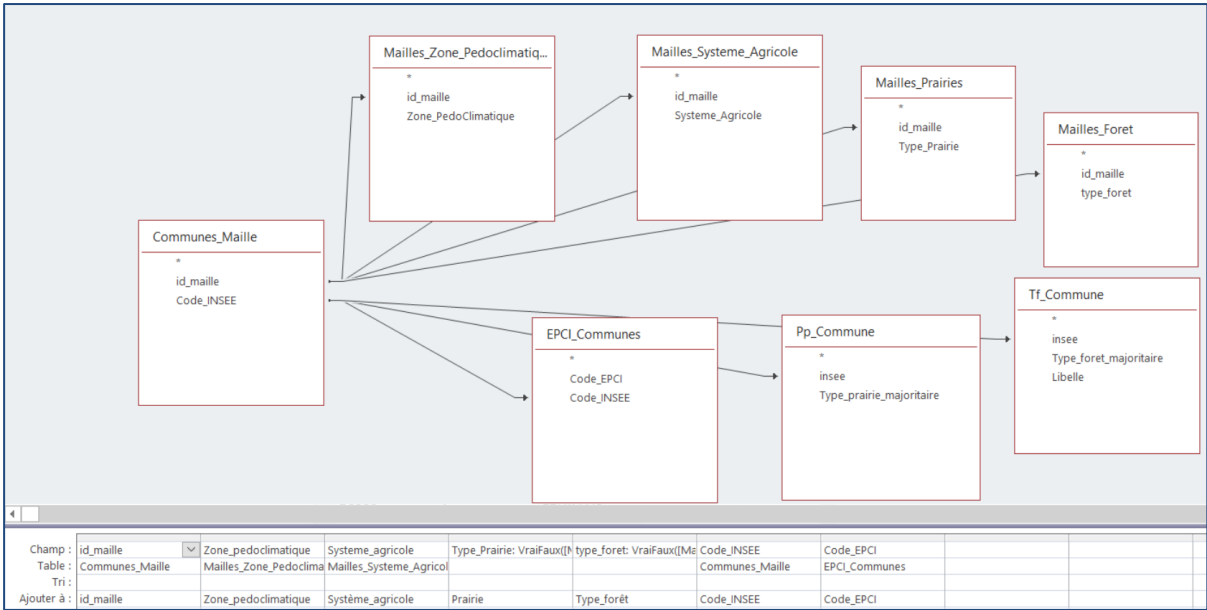 Mailles_Zone_Pedoclimatiq...
*
id_maille
Zone_PedoClimatique
Mailles_Systeme_Agricole
*
id_maille
Systeme_Agricole
Mailles_Prairies
*
id_maille
Type_Prairie
Mailles_Foret
*
id_maille
type_foret
Communes_Maille
*
id_maille
Code_INSEE
EPCI_Communes
*
Code_EPCI
Code_INSEE
Pp_Commune
*
insee
Type_prairie_majoritaire
Tf_Commune
*
insee
Type_foret_majoritaire
Libelle
Champ : id_maille Zone_pedoclimatique Systeme_agricole Type_Prairie: VraiFaux([M type_foret: VraiFaux([Ma Code_INSEE Code_EPCI
Table : Communes_Maille Mailles_Zone_Pedoclima Mailles_Systeme_Agricol Communes_Maille EPCI_Communes
Tri :
Ajouter à : id_maille Zone_pedoclimatique Système_agricole Prairie Type_forêt Code_INSEE Code_EPCI